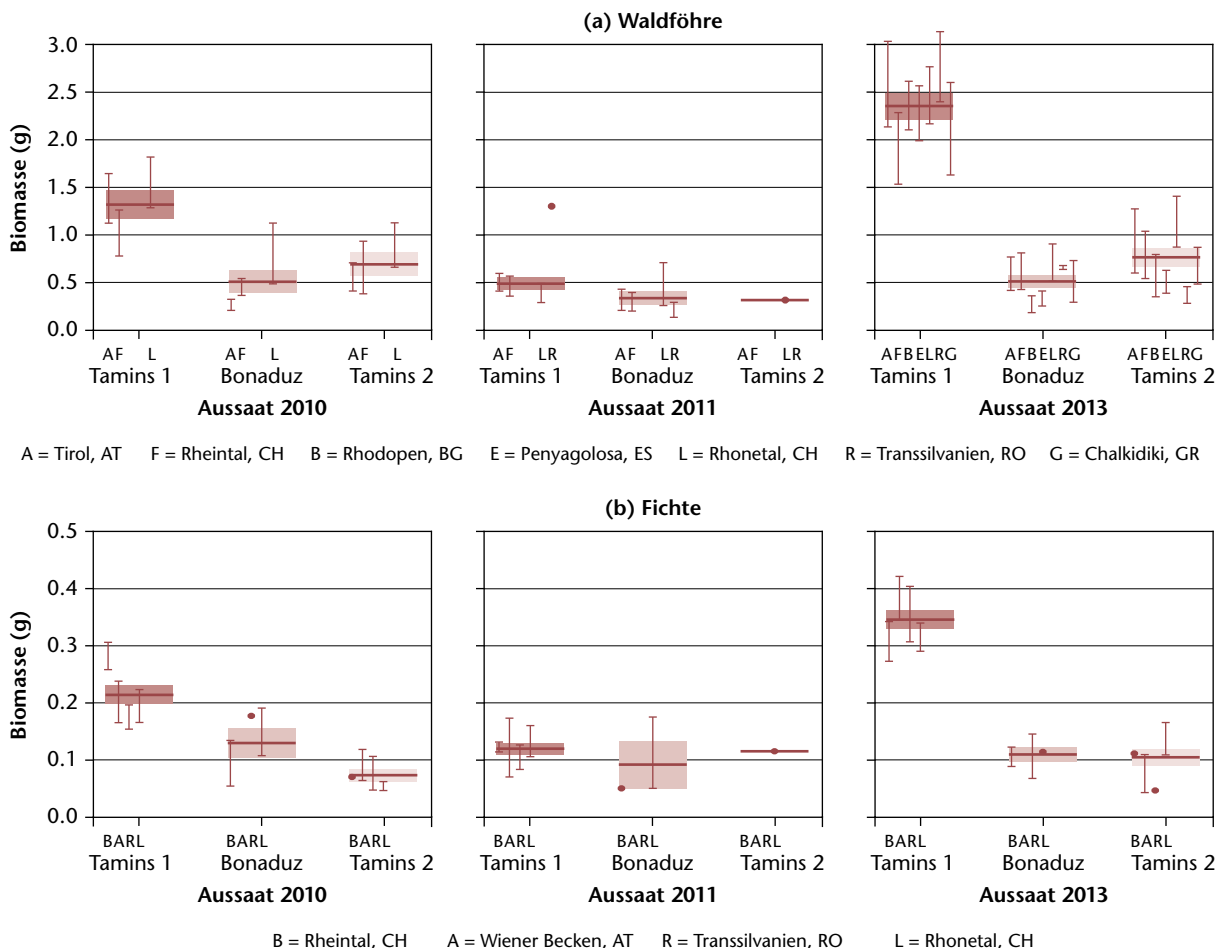 (a) Waldföhre
Biomasse (g)
3.0
2.5
2.0
1.5
1.0
0.5
0.0
AF L AF L AF L
Tamins 1 Bonaduz Tamins 2
Aussaat 2010
AF LR AF LR AF LR
Tamins 1 Bonaduz Tamins 2
Aussaat 2011
AFBELRG AFBELRG AFBELRG
Tamins 1 Bonaduz Tamins 2
Aussaat 2013
A = Tirol, AT F = Rheintal, CH B = Rhodopen, BG E = Penyagolosa, ES L = Rhonetal, CH R = Transsilvanien, RO G = Chalkidiki, GR
(b) Fichte
Biomasse (g)
0.5
0.4
0.3
0.2
0.1
0.0
BARL BARL BARL
Tamins 1 Bonaduz Tamins 2
Aussaat 2010
BARL BARL BARL
Tamins 1 Bonaduz Tamins 2
Aussaat 2011
BARL BARL BARL
Tamins 1 Bonaduz Tamins 2
Aussaat 2013
B = Rheintal, CH A = Wiener Becken, AT R = Transsilvanien, RO L = Rhonetal, CH